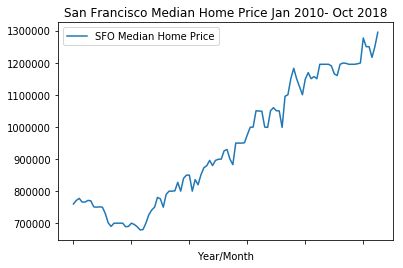 San Francisco Median Home Price Jan 2010- Oct 2018
SFO Median Home Price
1300000
1200000
1100000
1000000
900000
800000
700000
Year/Month